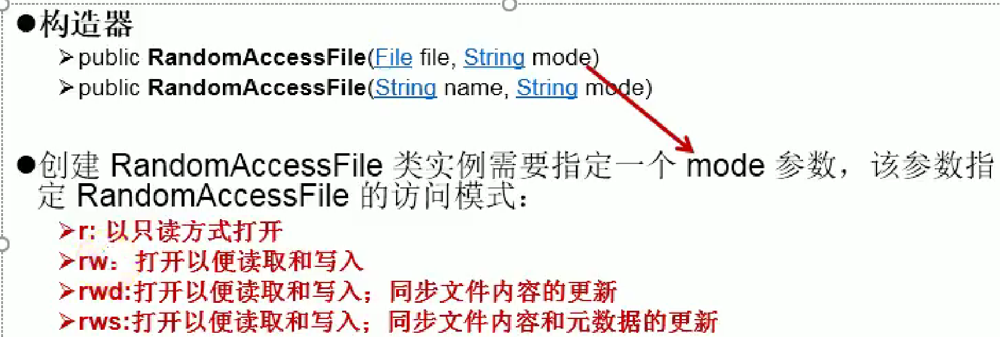 ●构造器
➢public RandomAccessFile(File file, String mode)
➢public RandomAccessFile(String name, String mode)
●创建 RandomAccessFile 类实例需要指定一个 mode 参数，该参数指
定 RandomAccessFile 的访问模式：
➢r: 以只读方式打开
➢rw：打开以便读取和写入
➢rwd:打开以便读取和写入；同步文件内容的更新
➢rws:打开以便读取和写入；同步文件内容和元数据的更新